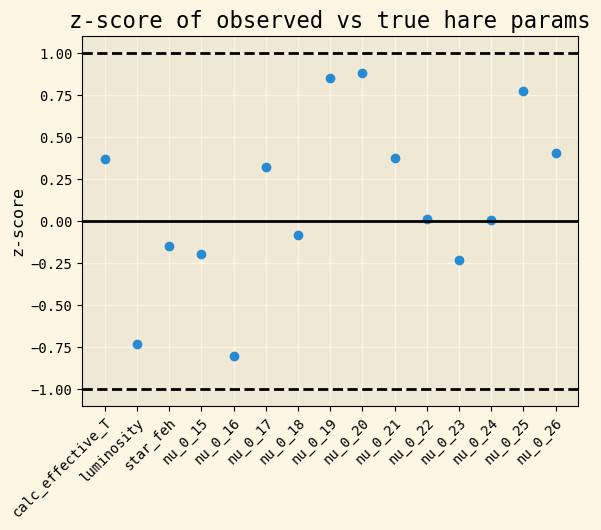 z-score of observed vs true hare params
z-score
1.00
0.75
0.50
0.25
0.00
−0.25
−0.50
−0.75
−1.00
calc_effective_T
luminosity
star_feh
nu_0_15
nu_0_16
nu_0_17
nu_0_18
nu_0_19
nu_0_20
nu_0_21
nu_0_22
nu_0_23
nu_0_24
nu_0_25
nu_0_26